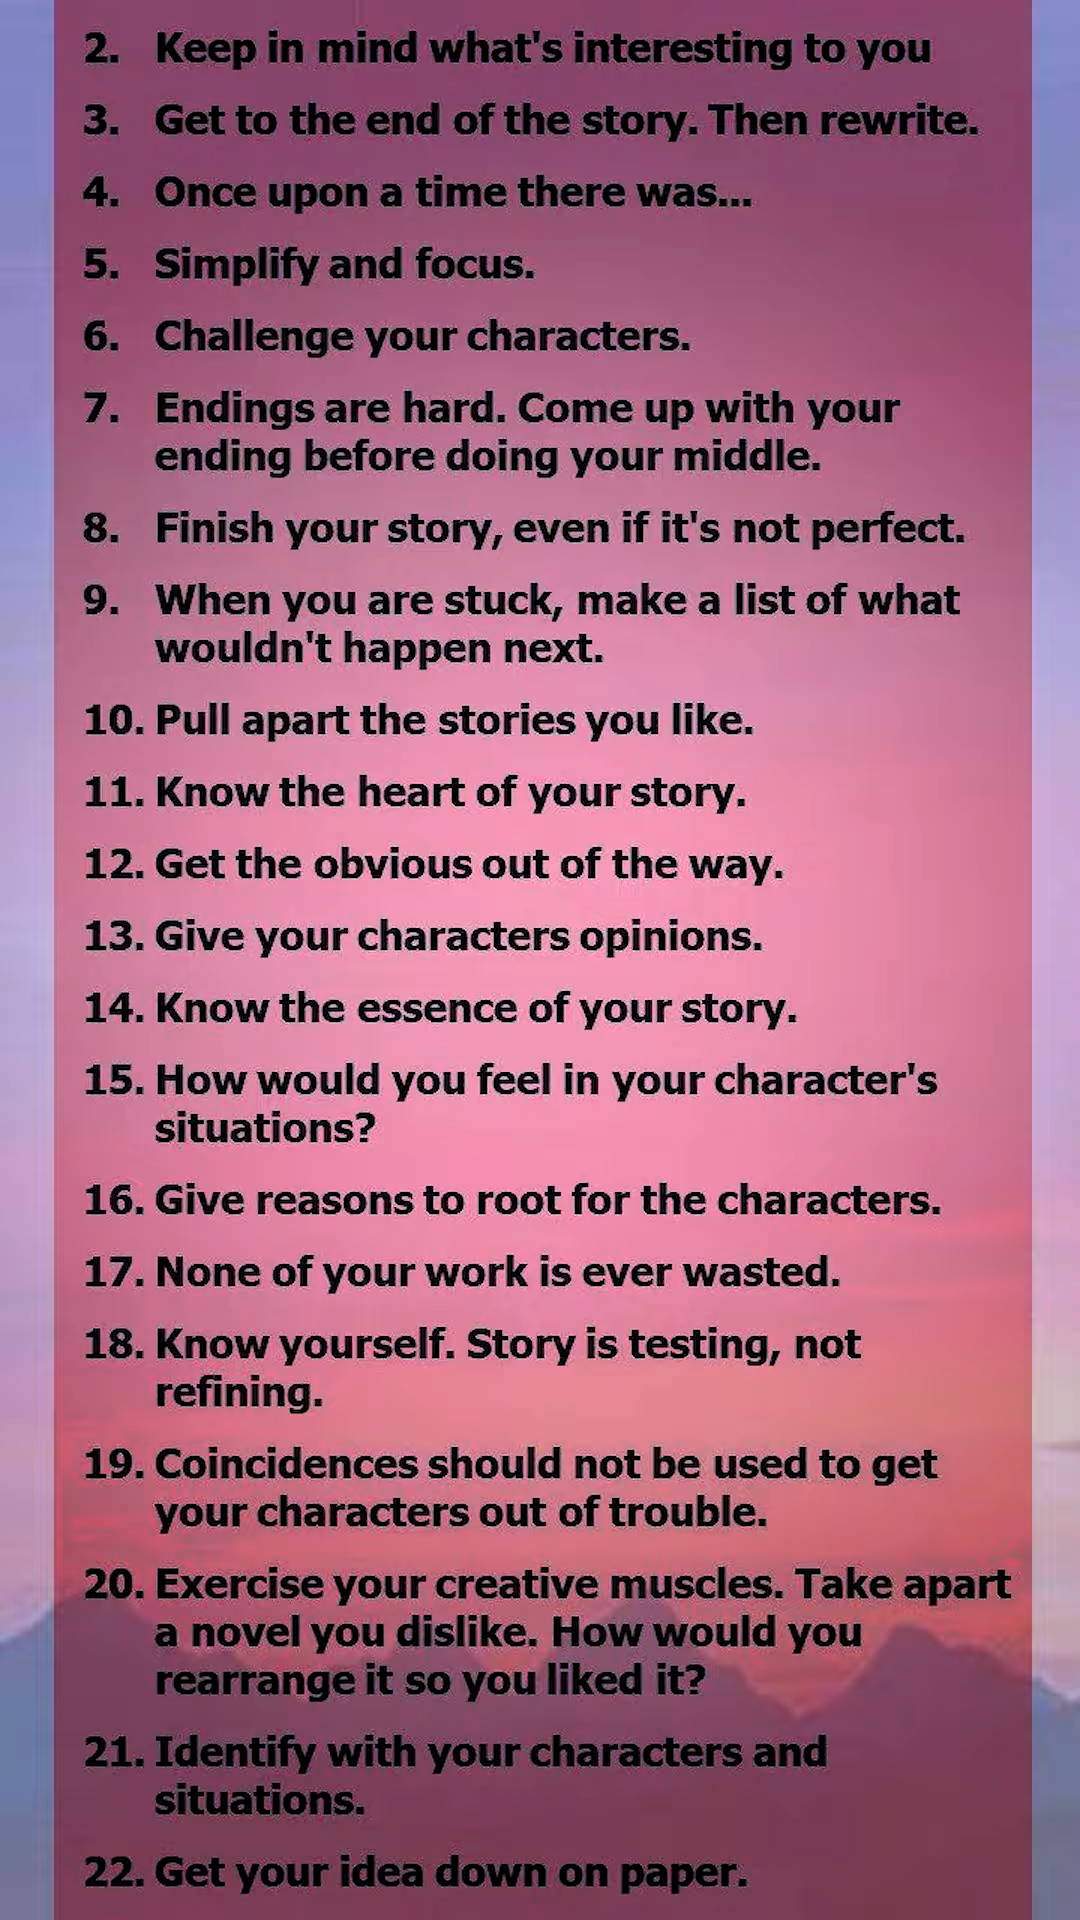 2. Keep in mind what's interesting to you
3. Get to the end of the story. Then rewrite.
4. Once upon a time there was...
5. Simplify and focus.
6. Challenge your characters.
7. Endings are hard. Come up with your
ending before doing your middle.
8. Finish your story, even if it's not perfect.
9. When you are stuck, make a list of what
wouldn't happen next.
10. Pull apart the stories you like.
11. Know the heart of your story.
12. Get the obvious out of the way.
13. Give your characters opinions.
14. Know the essence of your story.
15. How would you feel in your character's
situations?
16. Give reasons to root for the characters.
17. None of your work is ever wasted.
18. Know yourself. Story is testing, not
refining.
19. Coincidences should not be used to get
your characters out of trouble.
20. Exercise your creative muscles. Take apart
a novel you dislike. How would you
rearrange it so you liked it?
21. Identify with your characters and
situations.
22. Get your idea down on paper.